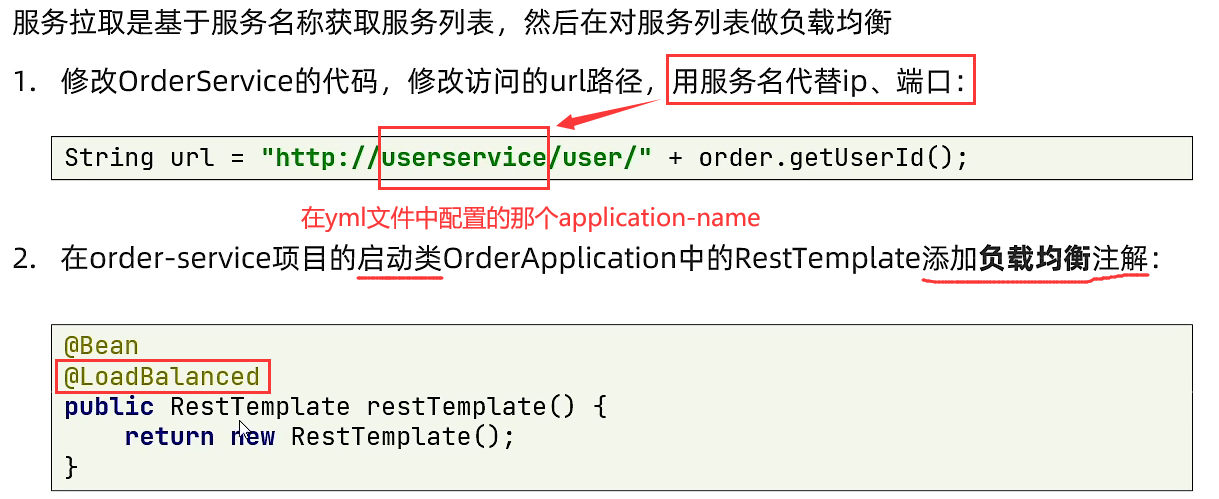 服务拉取是基于服务名称获取服务列表，然后在对服务列表做负载均衡
1. 修改OrderService的代码，修改访问的url路径，用服务名代替ip、端口：
String url = "http://userservice/user/" + order.getUserId();
在yml文件中配置的那个application-name
2. 在order-service项目的启动类OrderApplication中的RestTemplate添加负载均衡注解：
@Bean
@LoadBalanced
public RestTemplate restTemplate() {
return new RestTemplate();
}